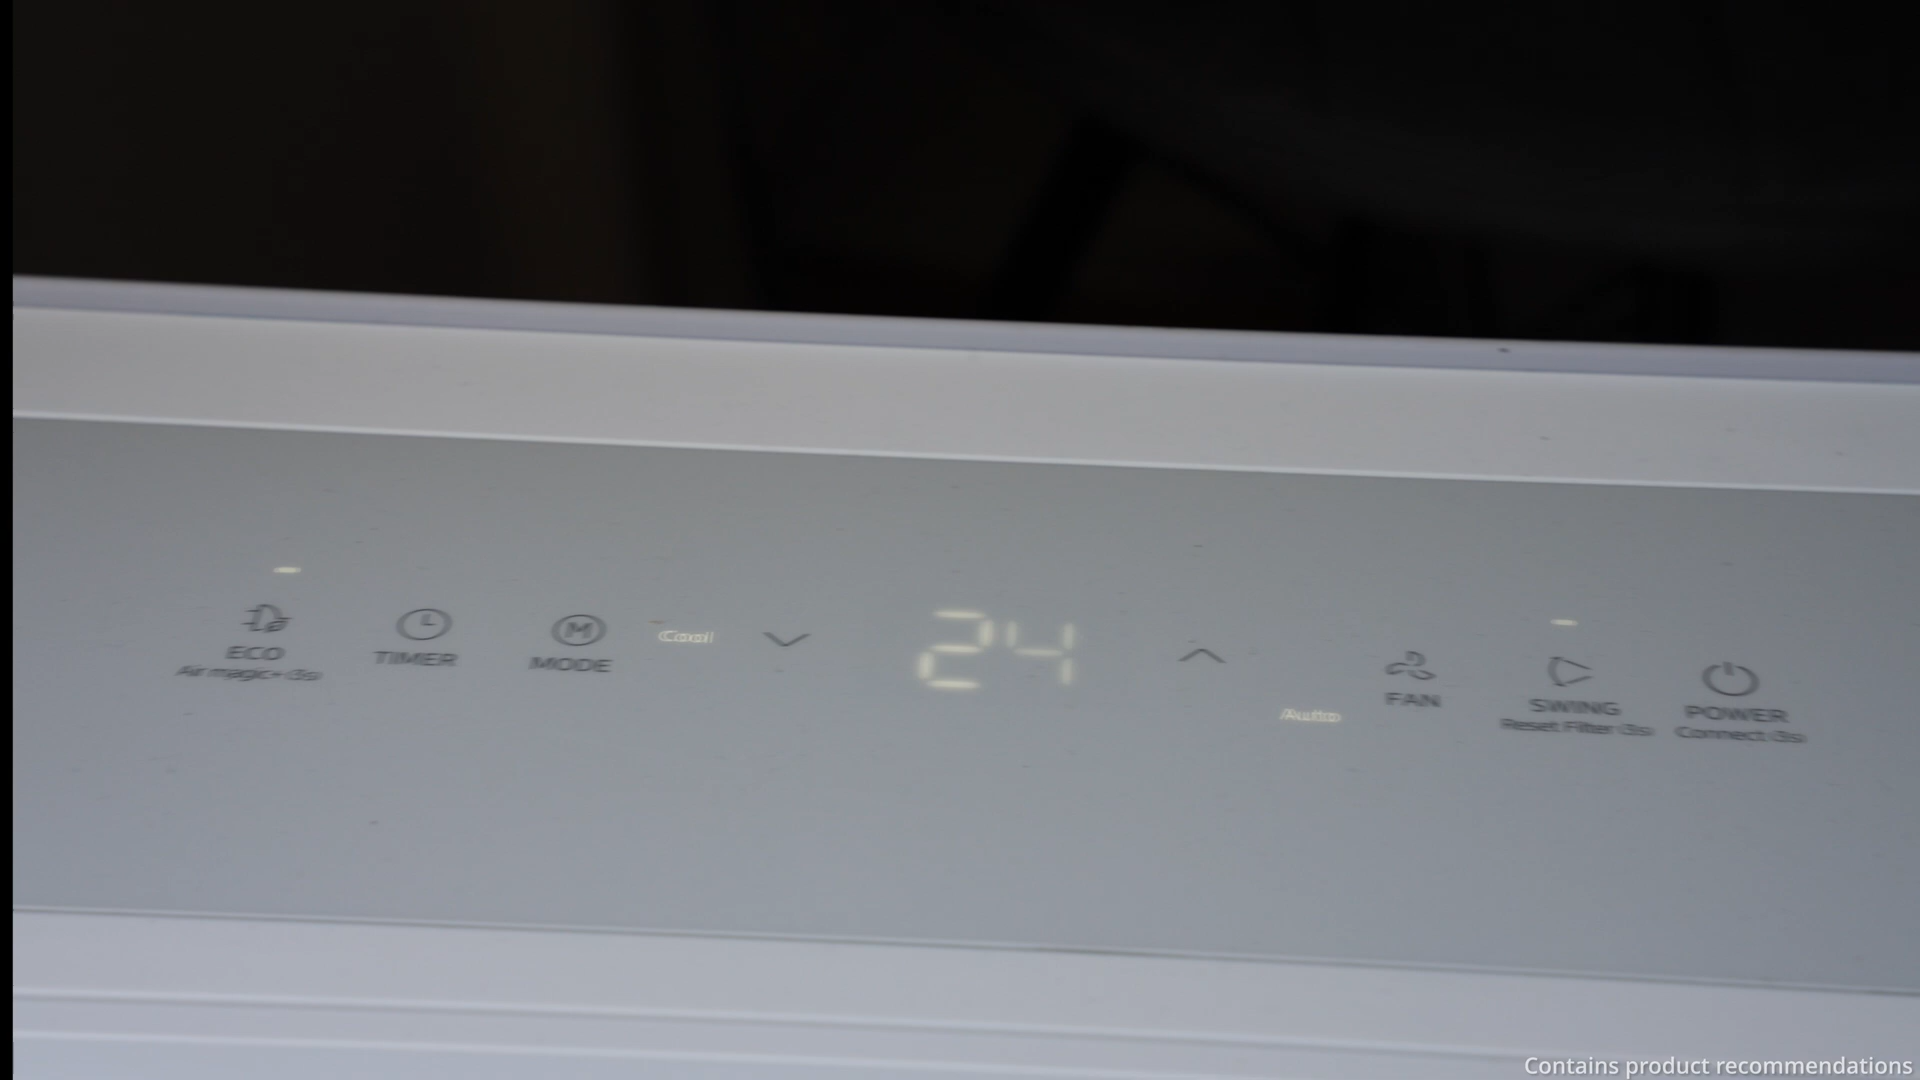 ECO
Air magic+ (3s)
TIMER
M
MODE
Cool
24
Auto
FAN
SWING
Reset Filter (3s)
POWER
Connect (3s)
Contains product recommendations